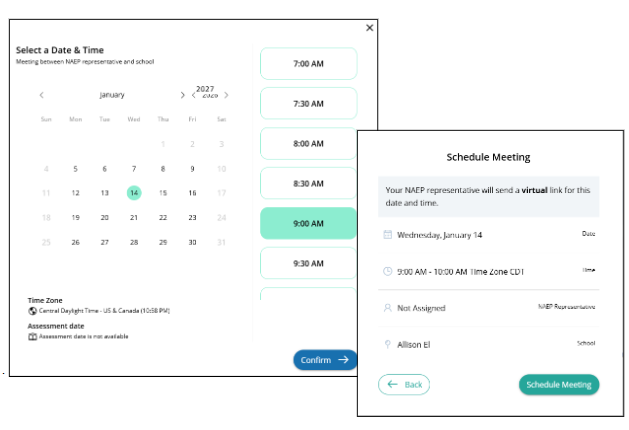 Select a Date & Time
Meeting between NAEP representative and school
January 2027
Sun Mon Tue Wed Thu Fri Sat
1 2 3
4 5 6 7 8 9 10
11 12 13 14 15 16 17
18 19 20 21 22 23 24
25 26 27 28 29 30 31
Time Zone
Central Daylight Time - US & Canada (10:38 PM)
Assessment date
Assessment date is not available
7:00 AM
7:30 AM
8:00 AM
8:30 AM
9:00 AM
9:30 AM
Confirm
Schedule Meeting
Your NAEP representative will send a virtual link for this
date and time.
Wednesday, January 14 Date
9:00 AM - 10:00 AM Time Zone CDT Time
Not Assigned NAEP Representative
Allison El School
Back Schedule Meeting